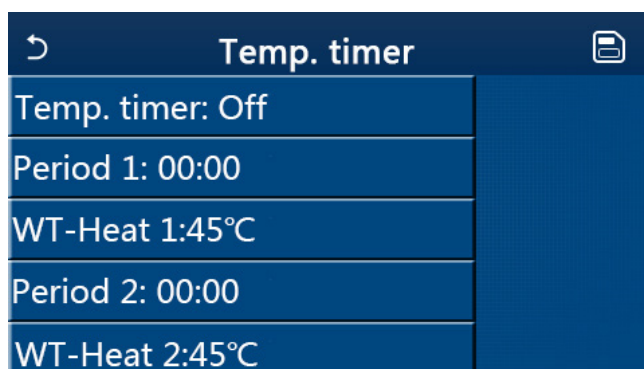 Temp. timer
Temp. timer: Off
Period 1: 00:00
WT-Heat 1:45℃
Period 2: 00:00
WT-Heat 2:45℃